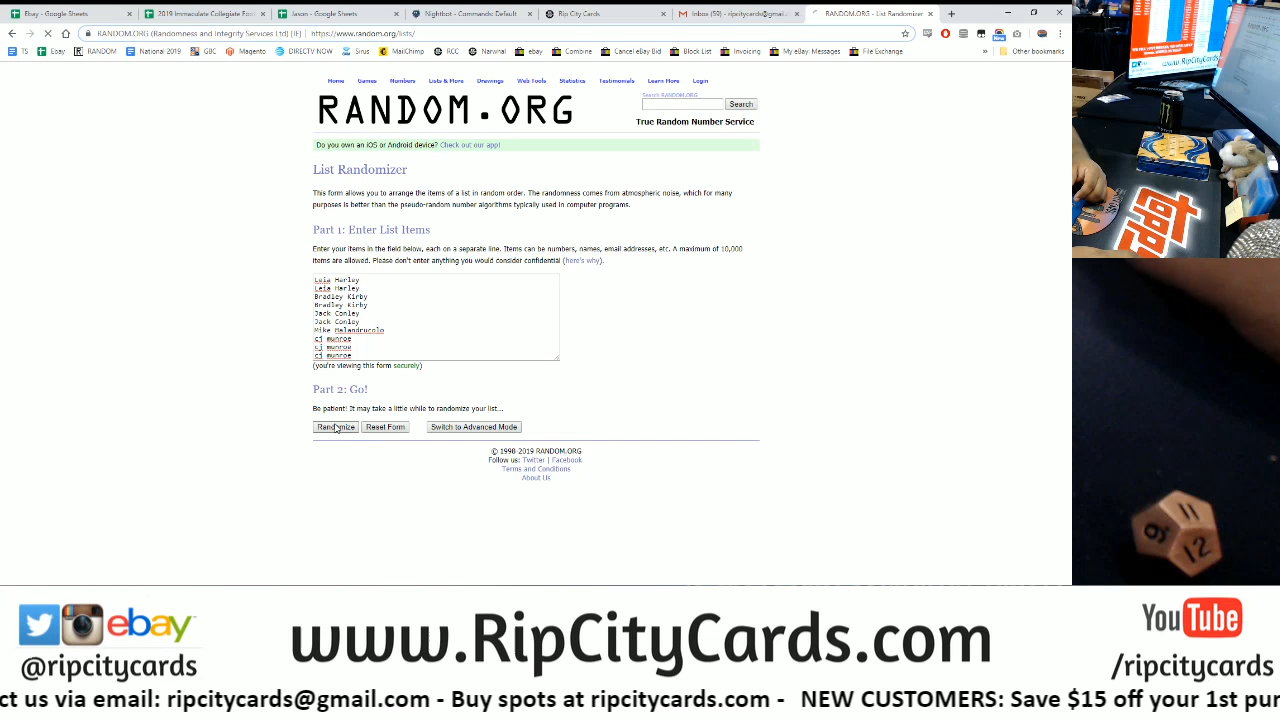 Ebay - Google Sheets
2019 Immaculate Collegiate Foo
Jason - Google Sheets
Nightbot - Commands: Default
Rip City Cards
Inbox (59) - ripcitycards@gmail
RANDOM.ORG - List Randomizer
RANDOM.ORG (Randomness and Integrity Services Ltd) [IE] | https://www.random.org/lists/
TS Ebay RANDOM National 2019 GBC Magento DIRECTV NOW Sirus MailChimp RCC Narwhal ebay Combine Cancel eBay Bid Block List Invoicing My eBay: Messages File Exchange » Other bookmarks
Home Games Numbers Lists & More Drawings Web Tools Statistics Testimonials Learn More Login
RANDOM.ORG
Search RANDOM.ORG
Search
True Random Number Service
Do you own an iOS or Android device? Check out our app!
List Randomizer
This form allows you to arrange the items of a list in random order. The randomness comes from atmospheric noise, which for many
purposes is better than the pseudo-random number algorithms typically used in computer programs.
Part 1: Enter List Items
Enter your items in the field below, each on a separate line. Items can be numbers, names, email addresses, etc. A maximum of 10,000
items are allowed. Please don't enter anything you would consider confidential (here's why).
Leia Harley
Leia Harley
Bradley Kirby
Bradley Kirby
Jack Conley
Jack Conley
Mike Malandrucolo
cj munroe
cj munroe
cj munroe
(you're viewing this form securely)
Part 2: Go!
Be patient! It may take a little while to randomize your list...
Randomize Reset Form Switch to Advanced Mode
© 1998-2019 RANDOM.ORG
Follow us: Twitter | Facebook
Terms and Conditions
About Us
www.RipCityCards.com
topps
11
9.
12
ebay
@ripcitycards
www.RipCityCards.com
YouTube
/ripcitycards
ct us via email: ripcitycards@gmail.com - Buy spots at ripcitycards.com - NEW CUSTOMERS: Save $15 off your 1st pur